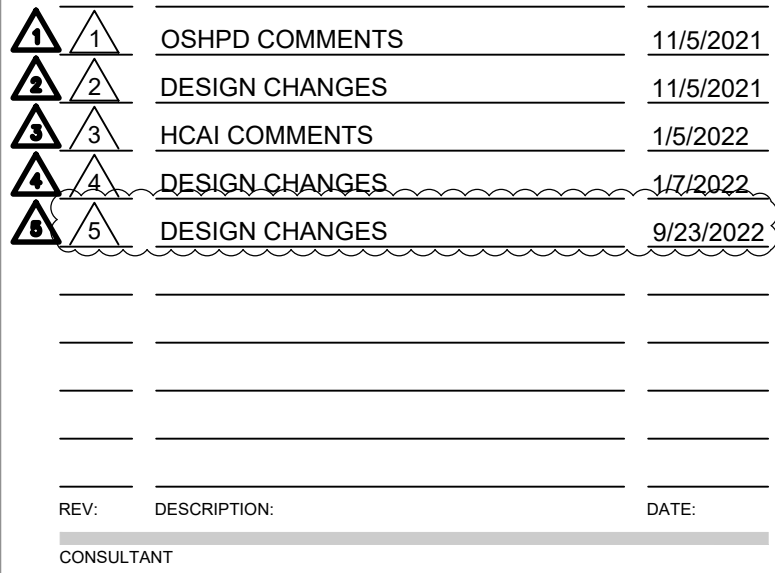 1 1 OSHPD COMMENTS 11/5/2021
2 2 DESIGN CHANGES 11/5/2021
3 3 HCAI COMMENTS 1/5/2022
4 4 DESIGN CHANGES 1/7/2022
5 5 DESIGN CHANGES 9/23/2022
REV: DESCRIPTION: DATE:
CONSULTANT